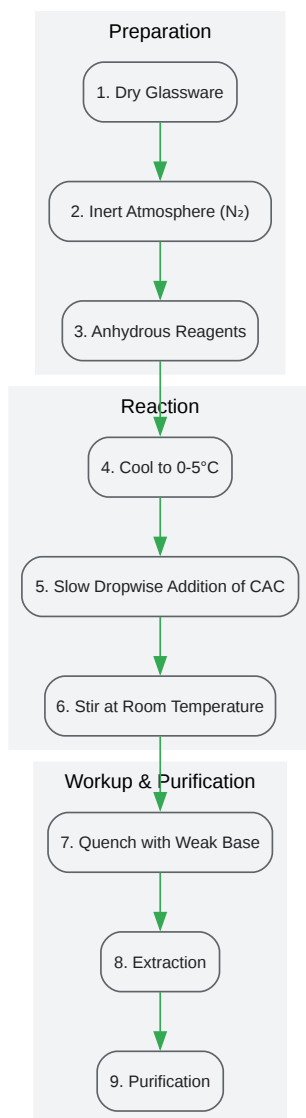 Preparation
1. Dry Glassware
2. Inert Atmosphere (N₂)
3. Anhydrous Reagents
Reaction
4. Cool to 0-5°C
5. Slow Dropwise Addition of CAC
6. Stir at Room Temperature
Workup & Purification
7. Quench with Weak Base
8. Extraction
9. Purification